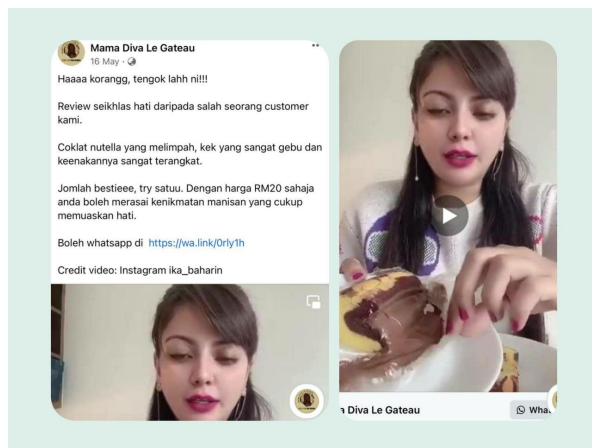 Mama Diva Le Gateau
16 May ·
Haaaa korangg, tengok lahh ni!!!
Review seikhlas hati daripada salah seorang customer
kami.
Coklat nutella yang melimpah, kek yang sangat gebu dan
keenakannya sangat terangkat.
Jomlah bestieee, try satuu. Dengan harga RM20 sahaja
anda boleh merasai kenikmatan manisan yang cukup
memuaskan hati.
Boleh whatsapp di https://wa.link/0rly1h
Credit video: Instagram ika_baharin
a Diva Le Gateau
What